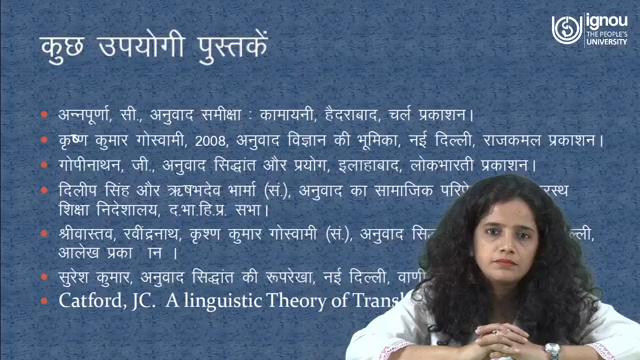 ignou
THE PEOPLE'S
UNIVERSITY
कुछ उपयोगी पुस्तकें
अन्नपूर्णा, सी., अनुवाद समीक्षा : कामायनी, हैदराबाद, चर्ल प्रकाशन।
कृष्ण कुमार गोस्वामी, 2008, अनुवाद विज्ञान की भूमिका, नई दिल्ली, राजकमल प्रकाशन।
गोपीनाथन, जी., अनुवाद सिद्धांत और प्रयोग, इलाहाबाद, लोकभारती प्रकाशन।
दिलीप सिंह और ऋषभदेव भार्मा (सं.), अनुवाद का सामाजिक
शिक्षा निदेशालय, द.भा.हि.प्र. सभा।
श्रीवास्तव, रवींद्रनाथ, कृश्ण कुमार गोस्वामी (सं.), अनुवाद
आलेख प्रका ान ।
सुरेश कुमार, अनुवाद सिद्धांत की रूपरेखा, नई दिल्ली,
Catford, JC. A linguistic Theory of